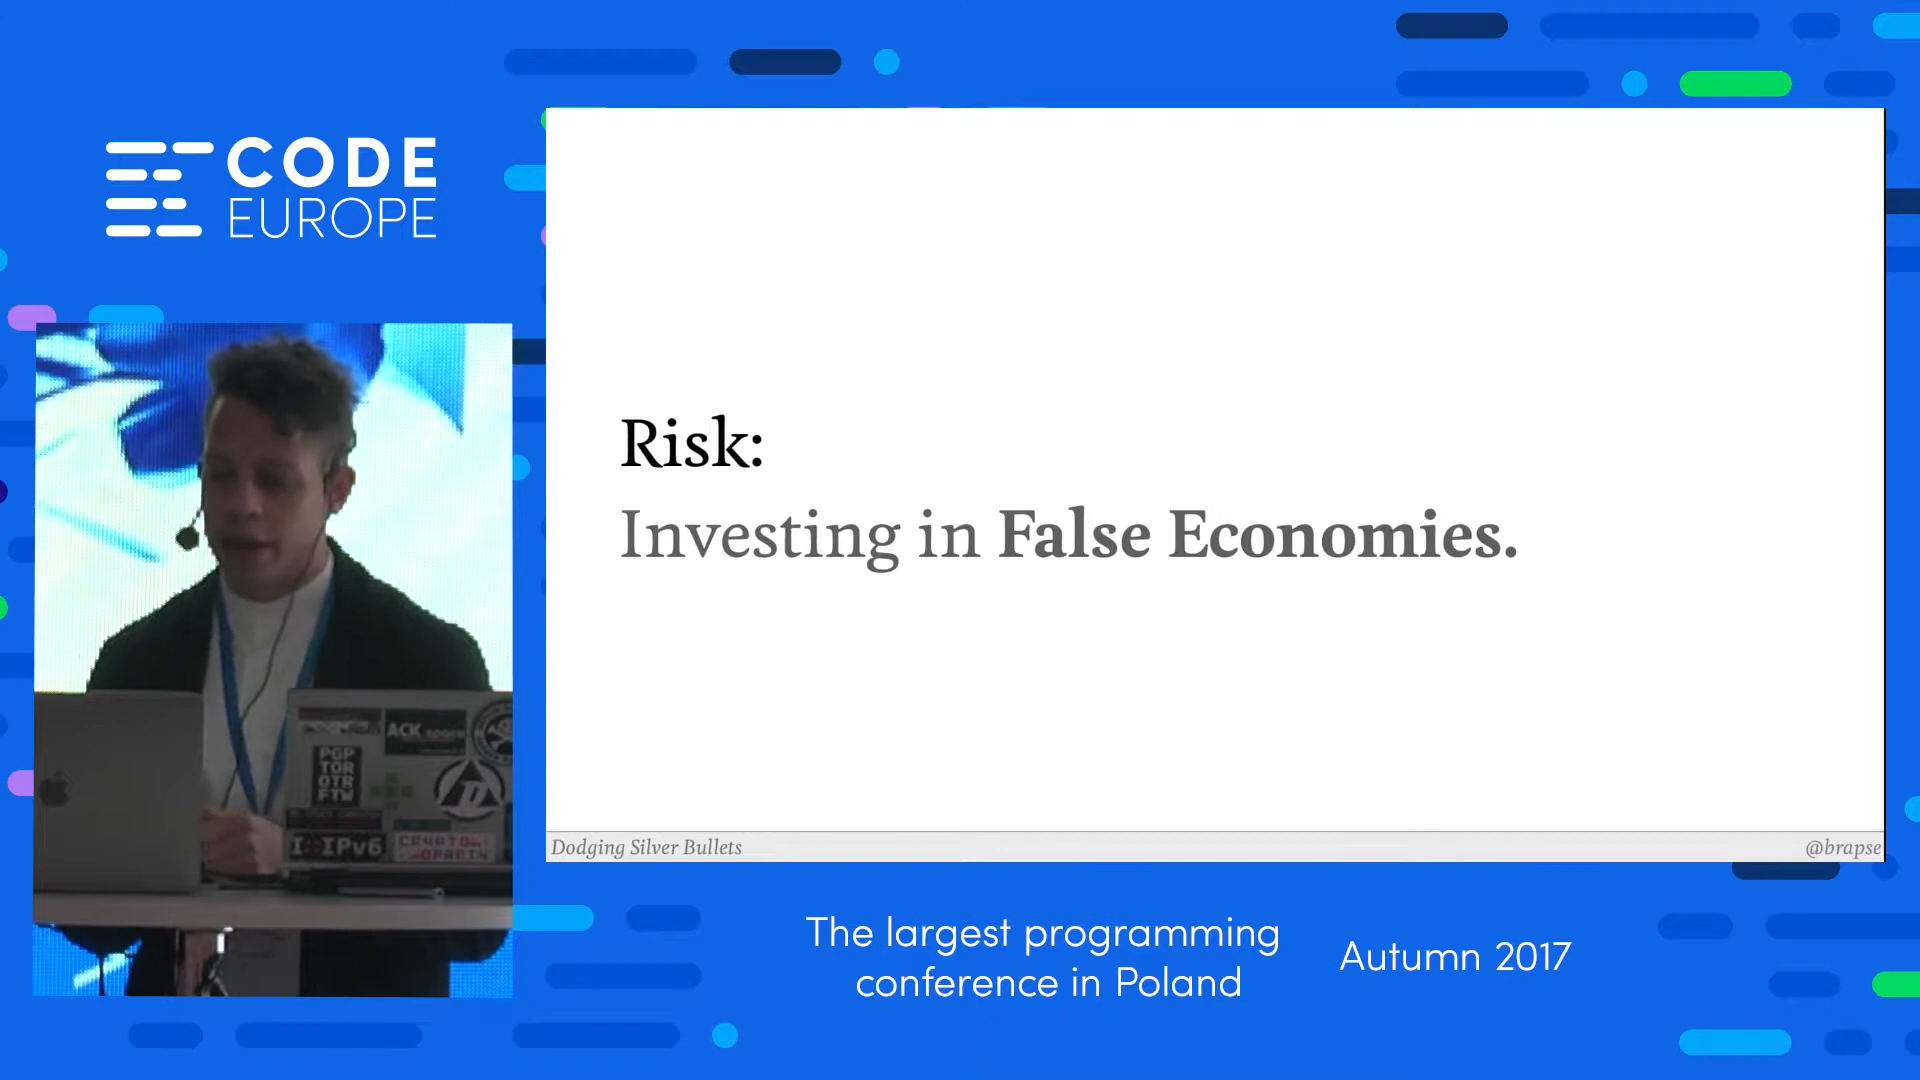 CODE
EUROPE
Risk:
Investing in False Economies.
Dodging Silver Bullets
@brapse
ACK
PGP
TOR
OTR
FTW
IPv6
The largest programming
conference in Poland
Autumn 2017